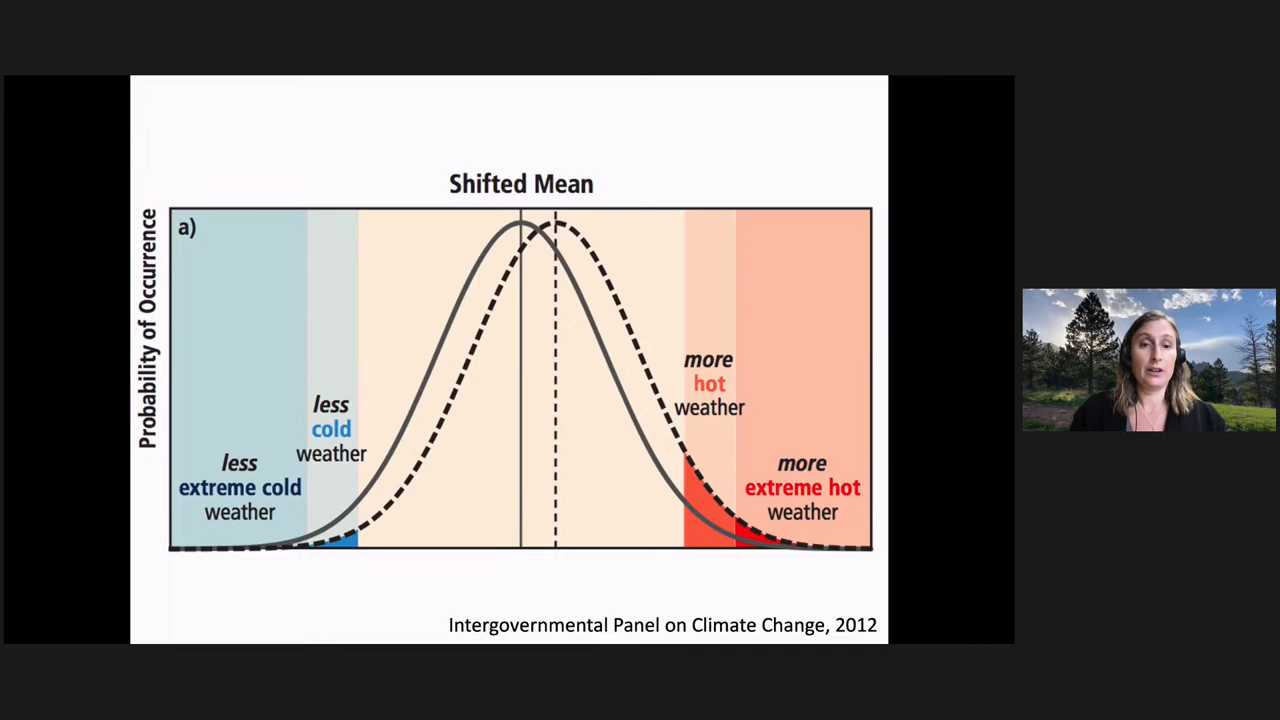 Shifted Mean
Probability of Occurrence
a)
less
extreme cold
weather
less
cold
weather
more
hot
weather
more
extreme hot
weather
Intergovernmental Panel on Climate Change, 2012